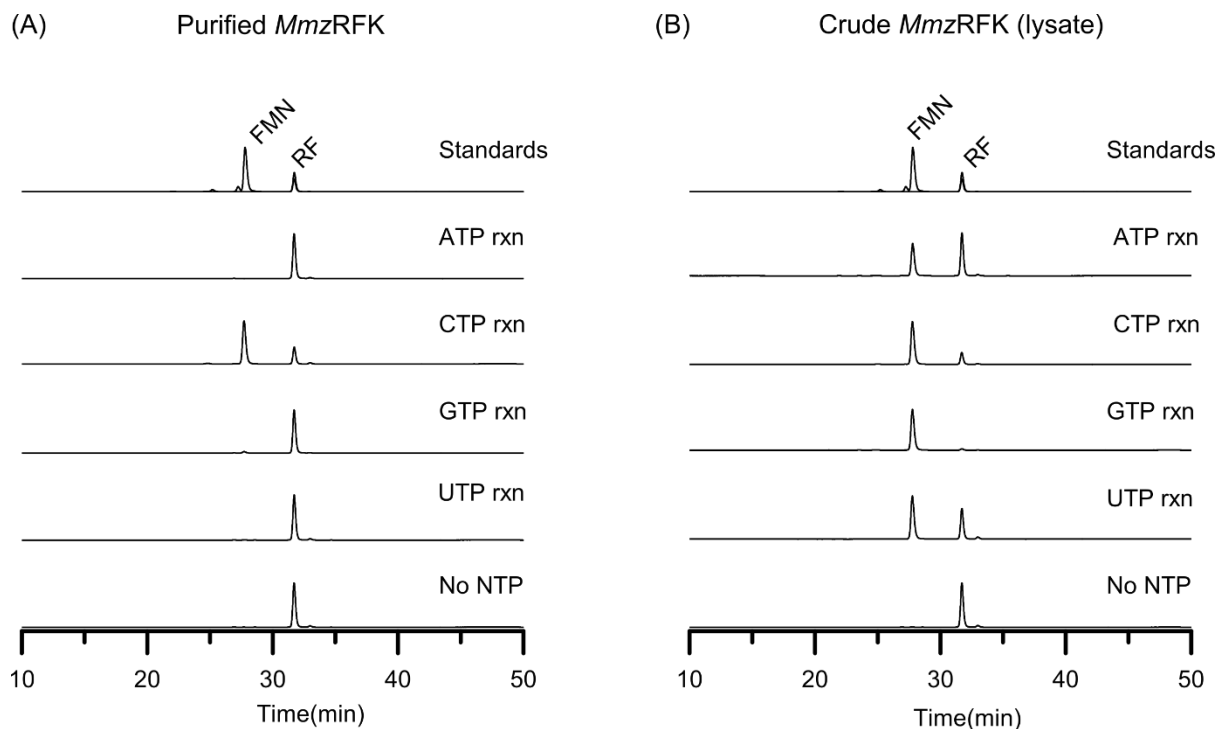 (A) Purified MmzRFK
FMN
RF
Standards
ATP rxn
CTP rxn
GTP rxn
UTP rxn
No NTP
10 20 30 40 50
Time(min)
(B) Crude MmzRFK (lysate)
FMN
RF
Standards
ATP rxn
CTP rxn
GTP rxn
UTP rxn
No NTP
10 20 30 40 50
Time(min)